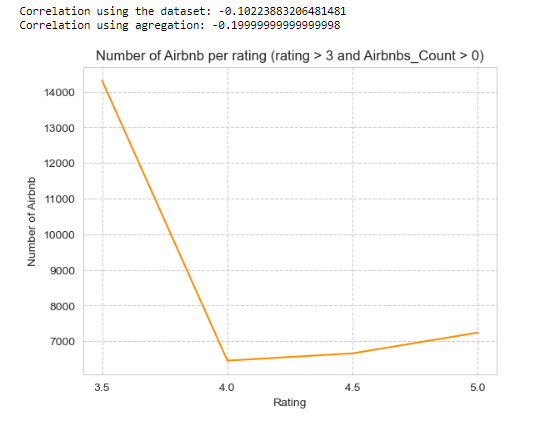 Correlation using the dataset: -0.10223883206481481
Correlation using agregation: -0.19999999999999998
Number of Airbnb per rating (rating > 3 and Airbnbs_Count > 0)
14000
13000
12000
11000
10000
9000
8000
7000
Number of Airbnb
3.5 4.0 4.5 5.0
Rating